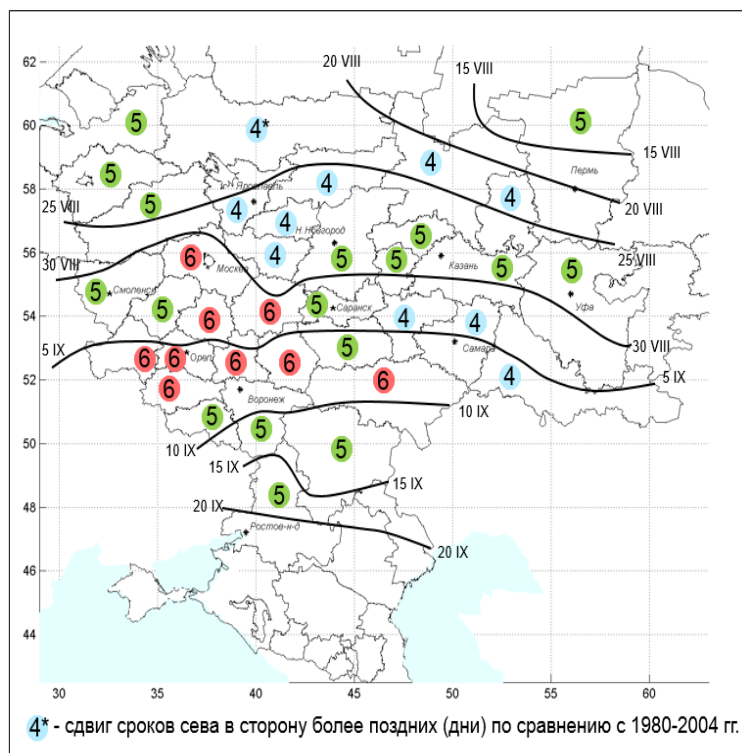 20 VIII
15 VIII
62
60
5
4*
5
15 VIII
5
4
Пермь
58
Ярославль
4
4
20 VIII
25 VIII
5
4
4
Н.Новгород
56
30 VIII
6
Москва
4
5
5
5
Казань
5
5
25 VIII
5
Смоленск
5
6
6
5
Саранск
4
4
Уфа
54
Самара
30 VIII
5 IX
6
6
Орел
6
6
5
5 IX
52
6
Воронеж
6
4
10 IX
5
5
5
50
10 IX
15 IX
5
15 IX
48
20 IX
Ростов-н-д
20 IX
46
44
30
35
40
45
50
55
60
4* - сдвиг сроков сева в сторону более поздних (дни) по сравнению с 1980-2004 гг.